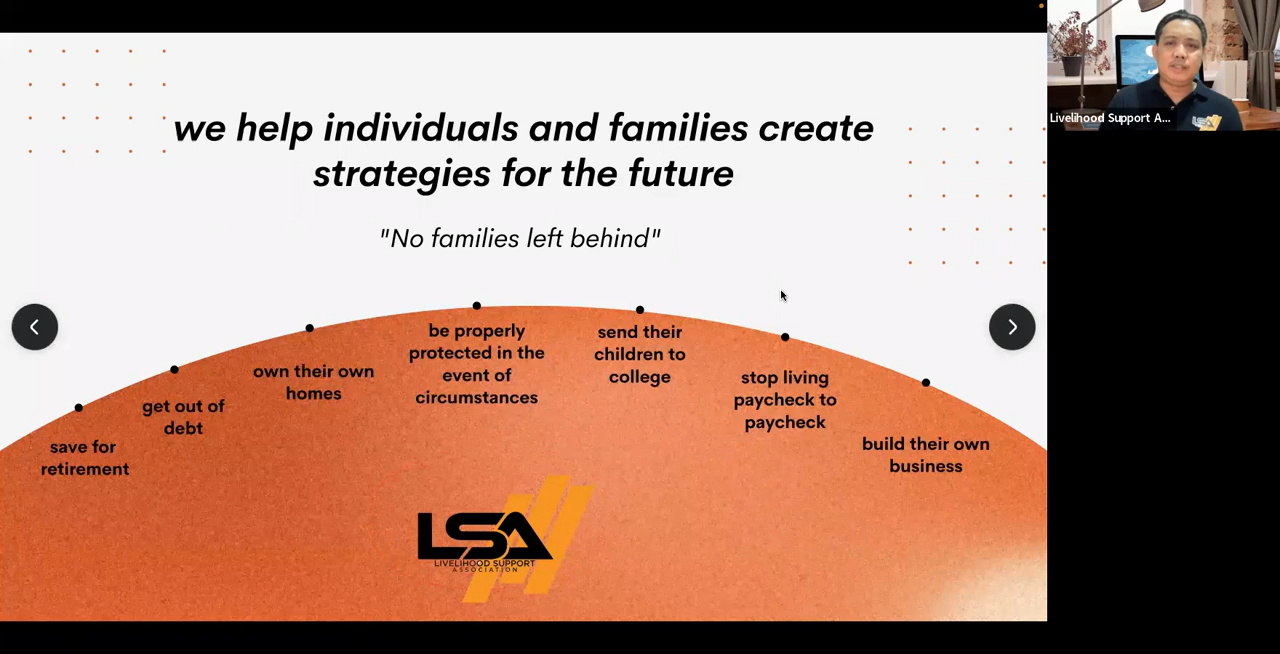 we help individuals and families create
strategies for the future
"No families left behind"
save for
retirement
get out of
debt
own their own
homes
be properly
protected in the
event of
circumstances
send their
children to
college
stop living
paycheck to
paycheck
build their own
business
LSA
LIVELIHOOD SUPPORT
ASSOCIATION
Livelihood Support A...